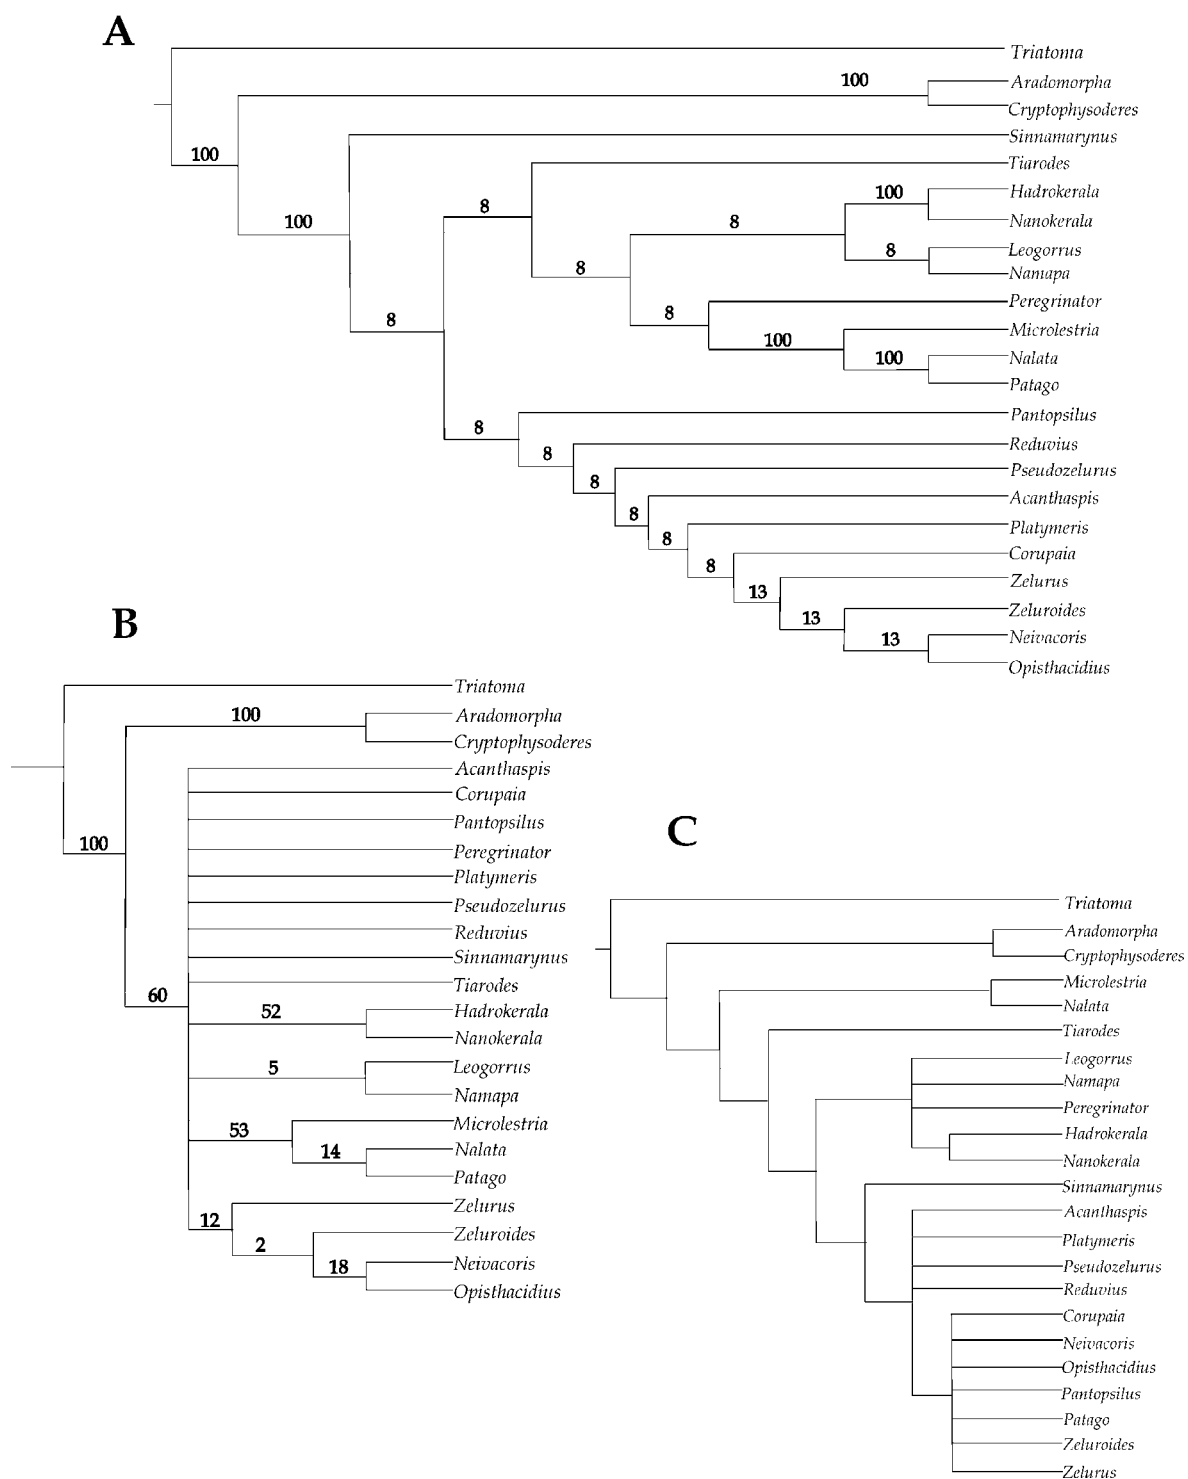 A
Triatoma
100
Aradomorpha
Cryptophysoderes
Sinnamarynus
100
Tiarodes
100
Hadrokerala
8
100
8
Nanokerala
8
Leogorrus
8
Namapa
Peregrinator
8
8
Microlestria
100
100
Nalata
Patago
Pantopsilus
8
Reduvius
8
Pseudozelurus
8
Acanthaspis
8
Platymeris
8
Corupaia
8
Zelurus
13
Zeluroides
13
Neivacoris
13
Opisthacidius
B
Triatoma
100
Aradomorpha
Cryptophysoderes
Acanthaspis
Corupaia
Pantopsilus
100
Peregrinator
Platymeris
Pseudozelurus
Reduvius
Sinnamarynus
Tiarodes
60
Hadrokerala
52
Nanokerala
Leogorrus
5
Namapa
Microlestria
53
Nalata
14
Patago
Zelurus
12
Zeluroides
2
Neivacoris
18
Opisthacidius
C
Triatoma
Aradomorpha
Cryptophysoderes
Microlestria
Nalata
Tiarodes
Leogorrus
Namapa
Peregrinator
Hadrokerala
Nanokerala
Sinnamarynus
Acanthaspis
Platymeris
Pseudozelurus
Reduvius
Corupaia
Neivacoris
Opisthacidius
Pantopsilus
Patago
Zeluroides
Zelurus